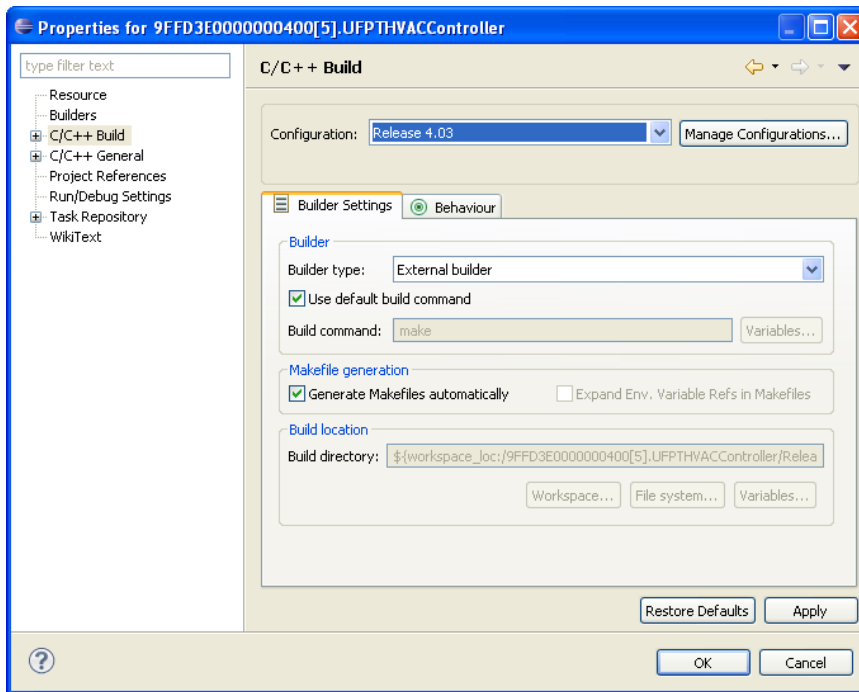 Properties for 9FFD3E0000000400[5].UFPTHVACController
type filter text
Resource
Builders
C/C++ Build
C/C++ General
Project References
Run/Debug Settings
Task Repository
WikiText
C/C++ Build
Configuration: Release 4.03 Manage Configurations...
Builder Settings Behaviour
Builder
Builder type: External builder
Use default build command
Build command: make Variables...
Makefile generation
Generate Makefiles automatically Expand Env. Variable Refs in Makefiles
Build location
Build directory: ${workspace_loc:/9FFD3E0000000400[5].UFPTHVACController/Relea
Workspace... File system... Variables...
Restore Defaults Apply
? OK Cancel